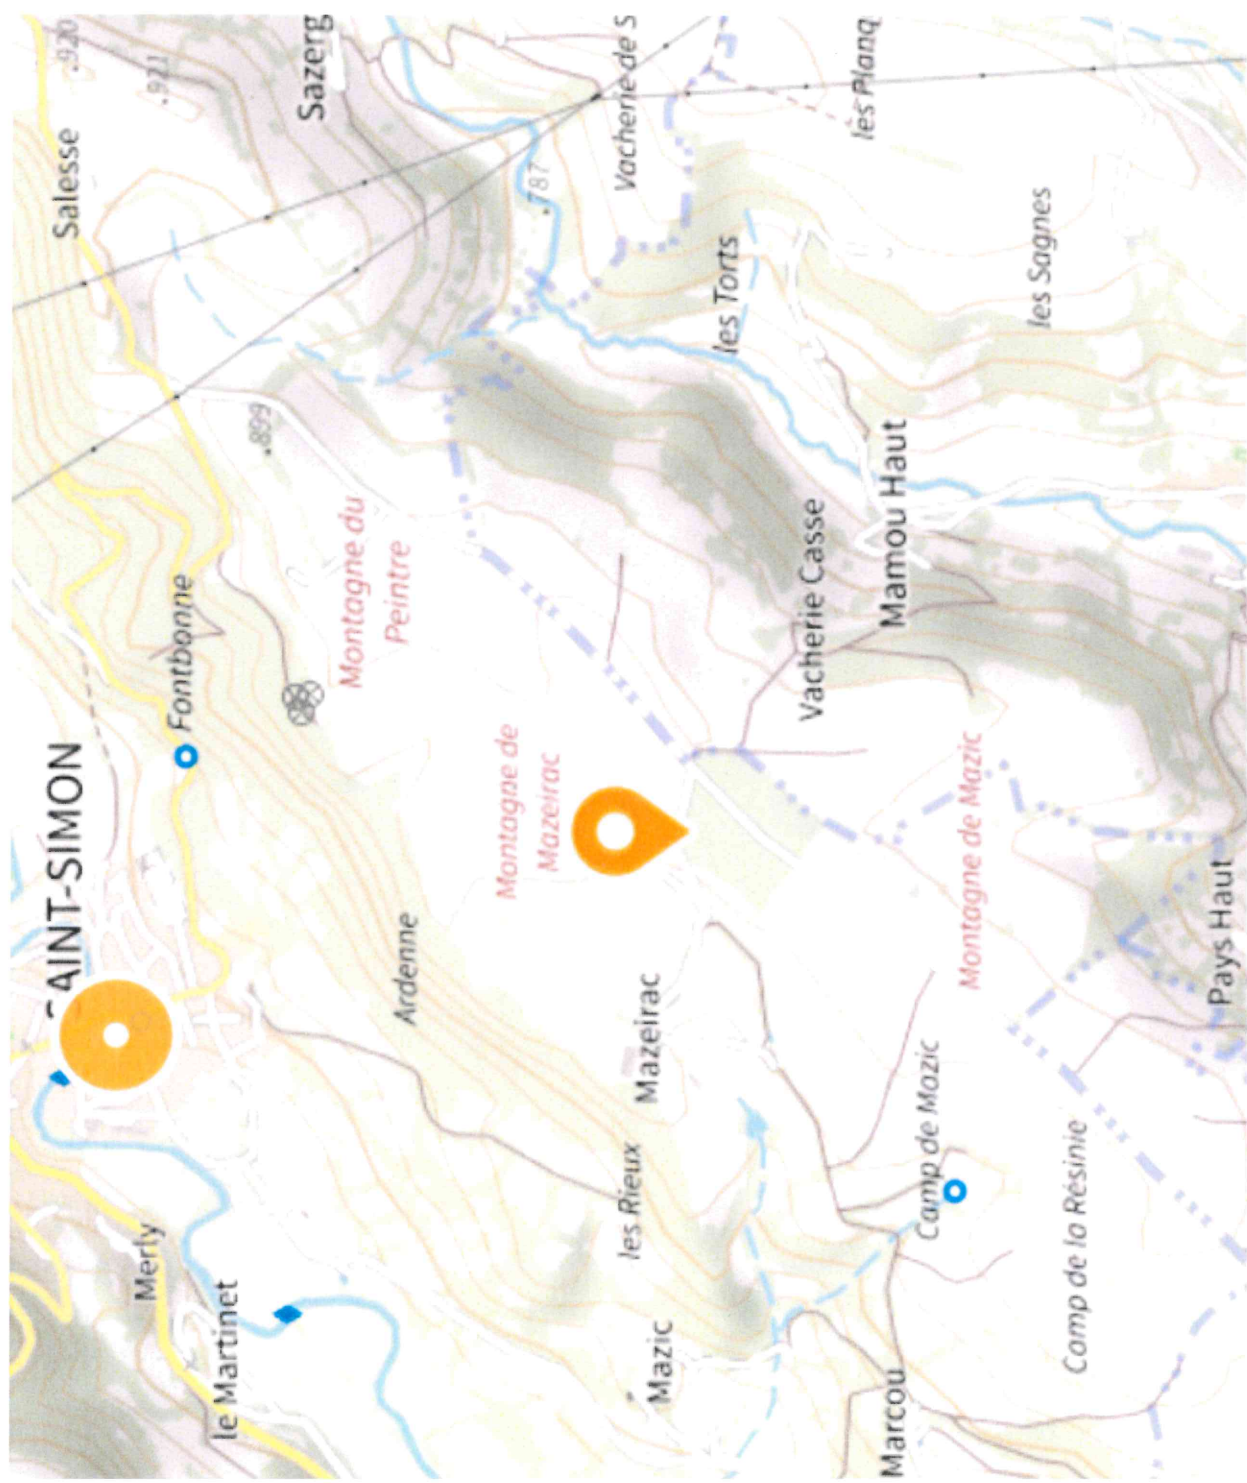 AINT-SIMON
Salesse
.920
Merly
.921
Fontbonne
le Martinet
.899
Sazerg
Montagne du
Peintre
Ardenne
Montagne de
Mazeirac
.787
Vacherie de S
les Rieux
Mazeirac
Mazic
les Torts
Vacherie Casse
les Planq
Marcou
Mamou Haut
Camp de Mazic
Montagne de Mazic
les Sagnes
Camp de la Résinie
Pays Haut